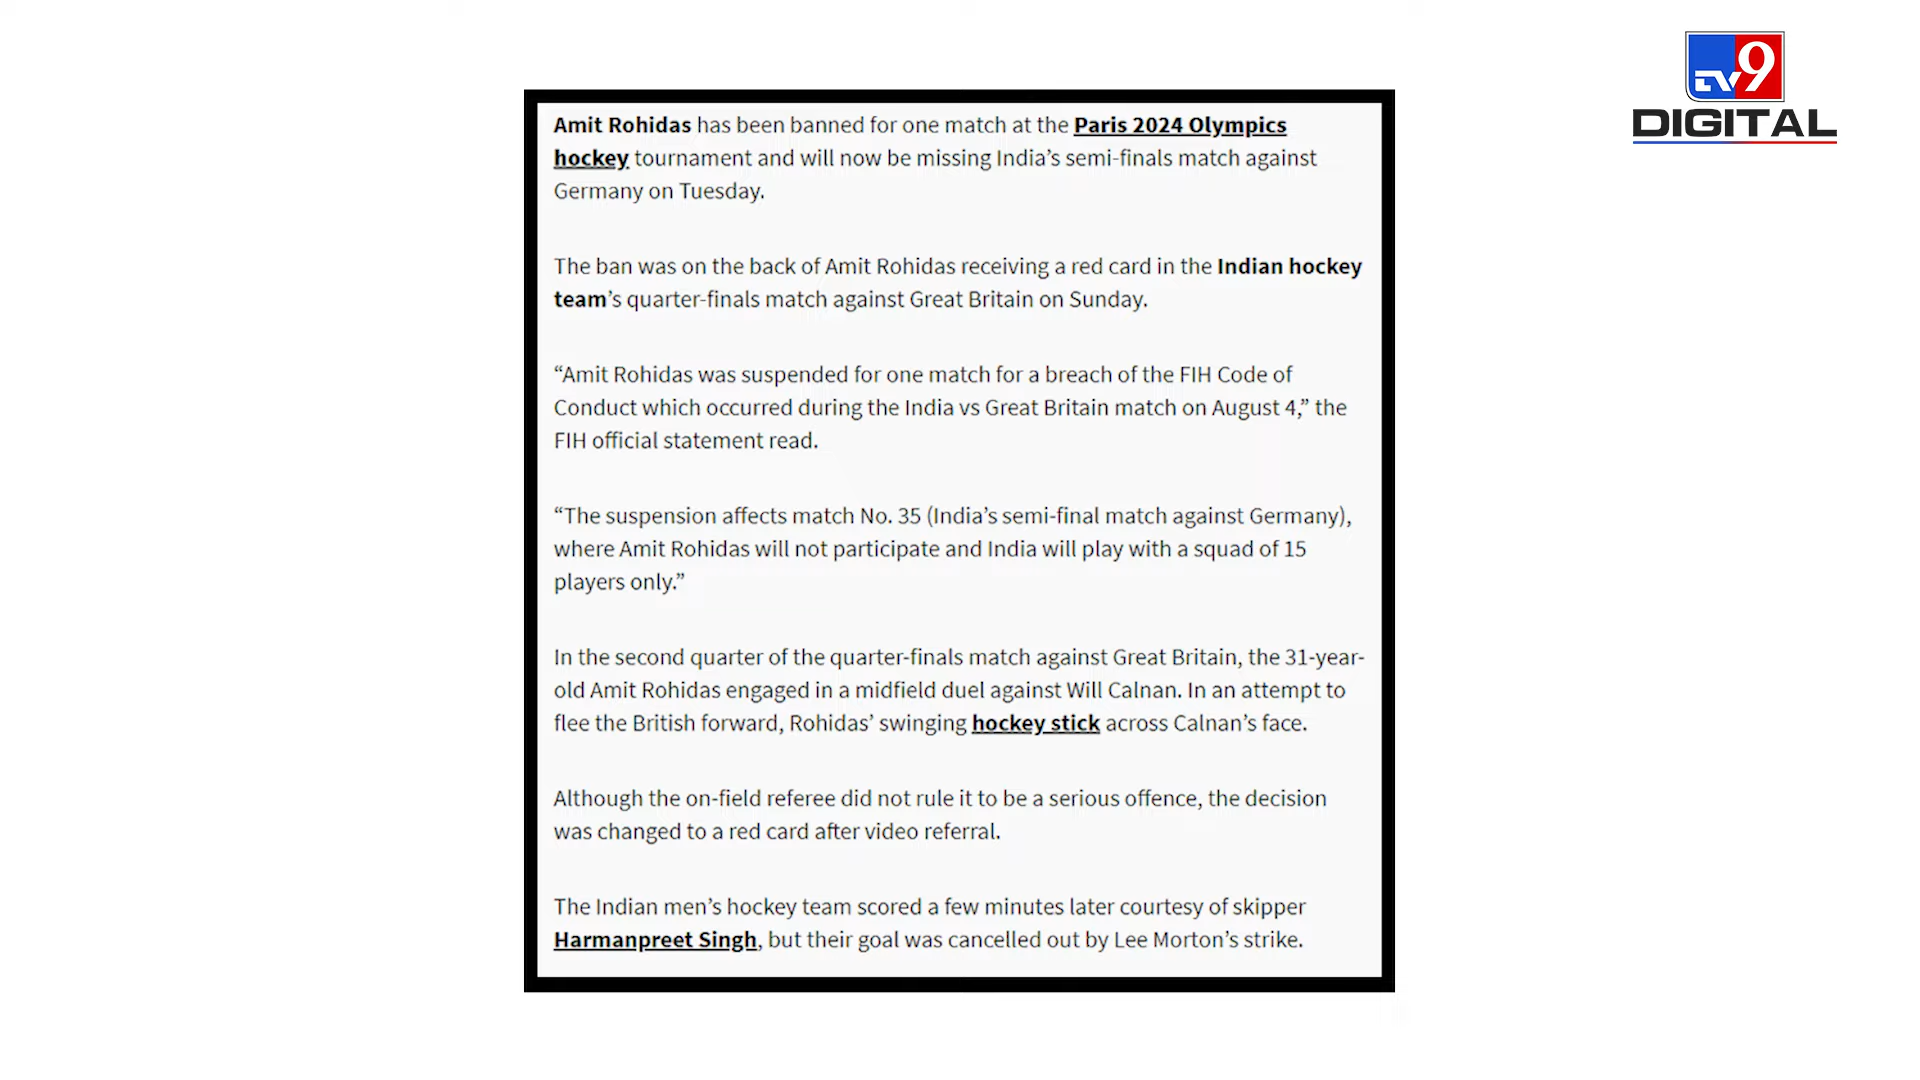 TV9
DIGITAL
Amit Rohidas has been banned for one match at the Paris 2024 Olympics
hockey tournament and will now be missing India’s semi-finals match against
Germany on Tuesday.
The ban was on the back of Amit Rohidas receiving a red card in the Indian hockey
team’s quarter-finals match against Great Britain on Sunday.
“Amit Rohidas was suspended for one match for a breach of the FIH Code of
Conduct which occurred during the India vs Great Britain match on August 4,” the
FIH official statement read.
“The suspension affects match No. 35 (India’s semi-final match against Germany),
where Amit Rohidas will not participate and India will play with a squad of 15
players only.”
In the second quarter of the quarter-finals match against Great Britain, the 31-year-
old Amit Rohidas engaged in a midfield duel against Will Calnan. In an attempt to
flee the British forward, Rohidas’ swinging hockey stick across Calnan’s face.
Although the on-field referee did not rule it to be a serious offence, the decision
was changed to a red card after video referral.
The Indian men’s hockey team scored a few minutes later courtesy of skipper
Harmanpreet Singh, but their goal was cancelled out by Lee Morton’s strike.